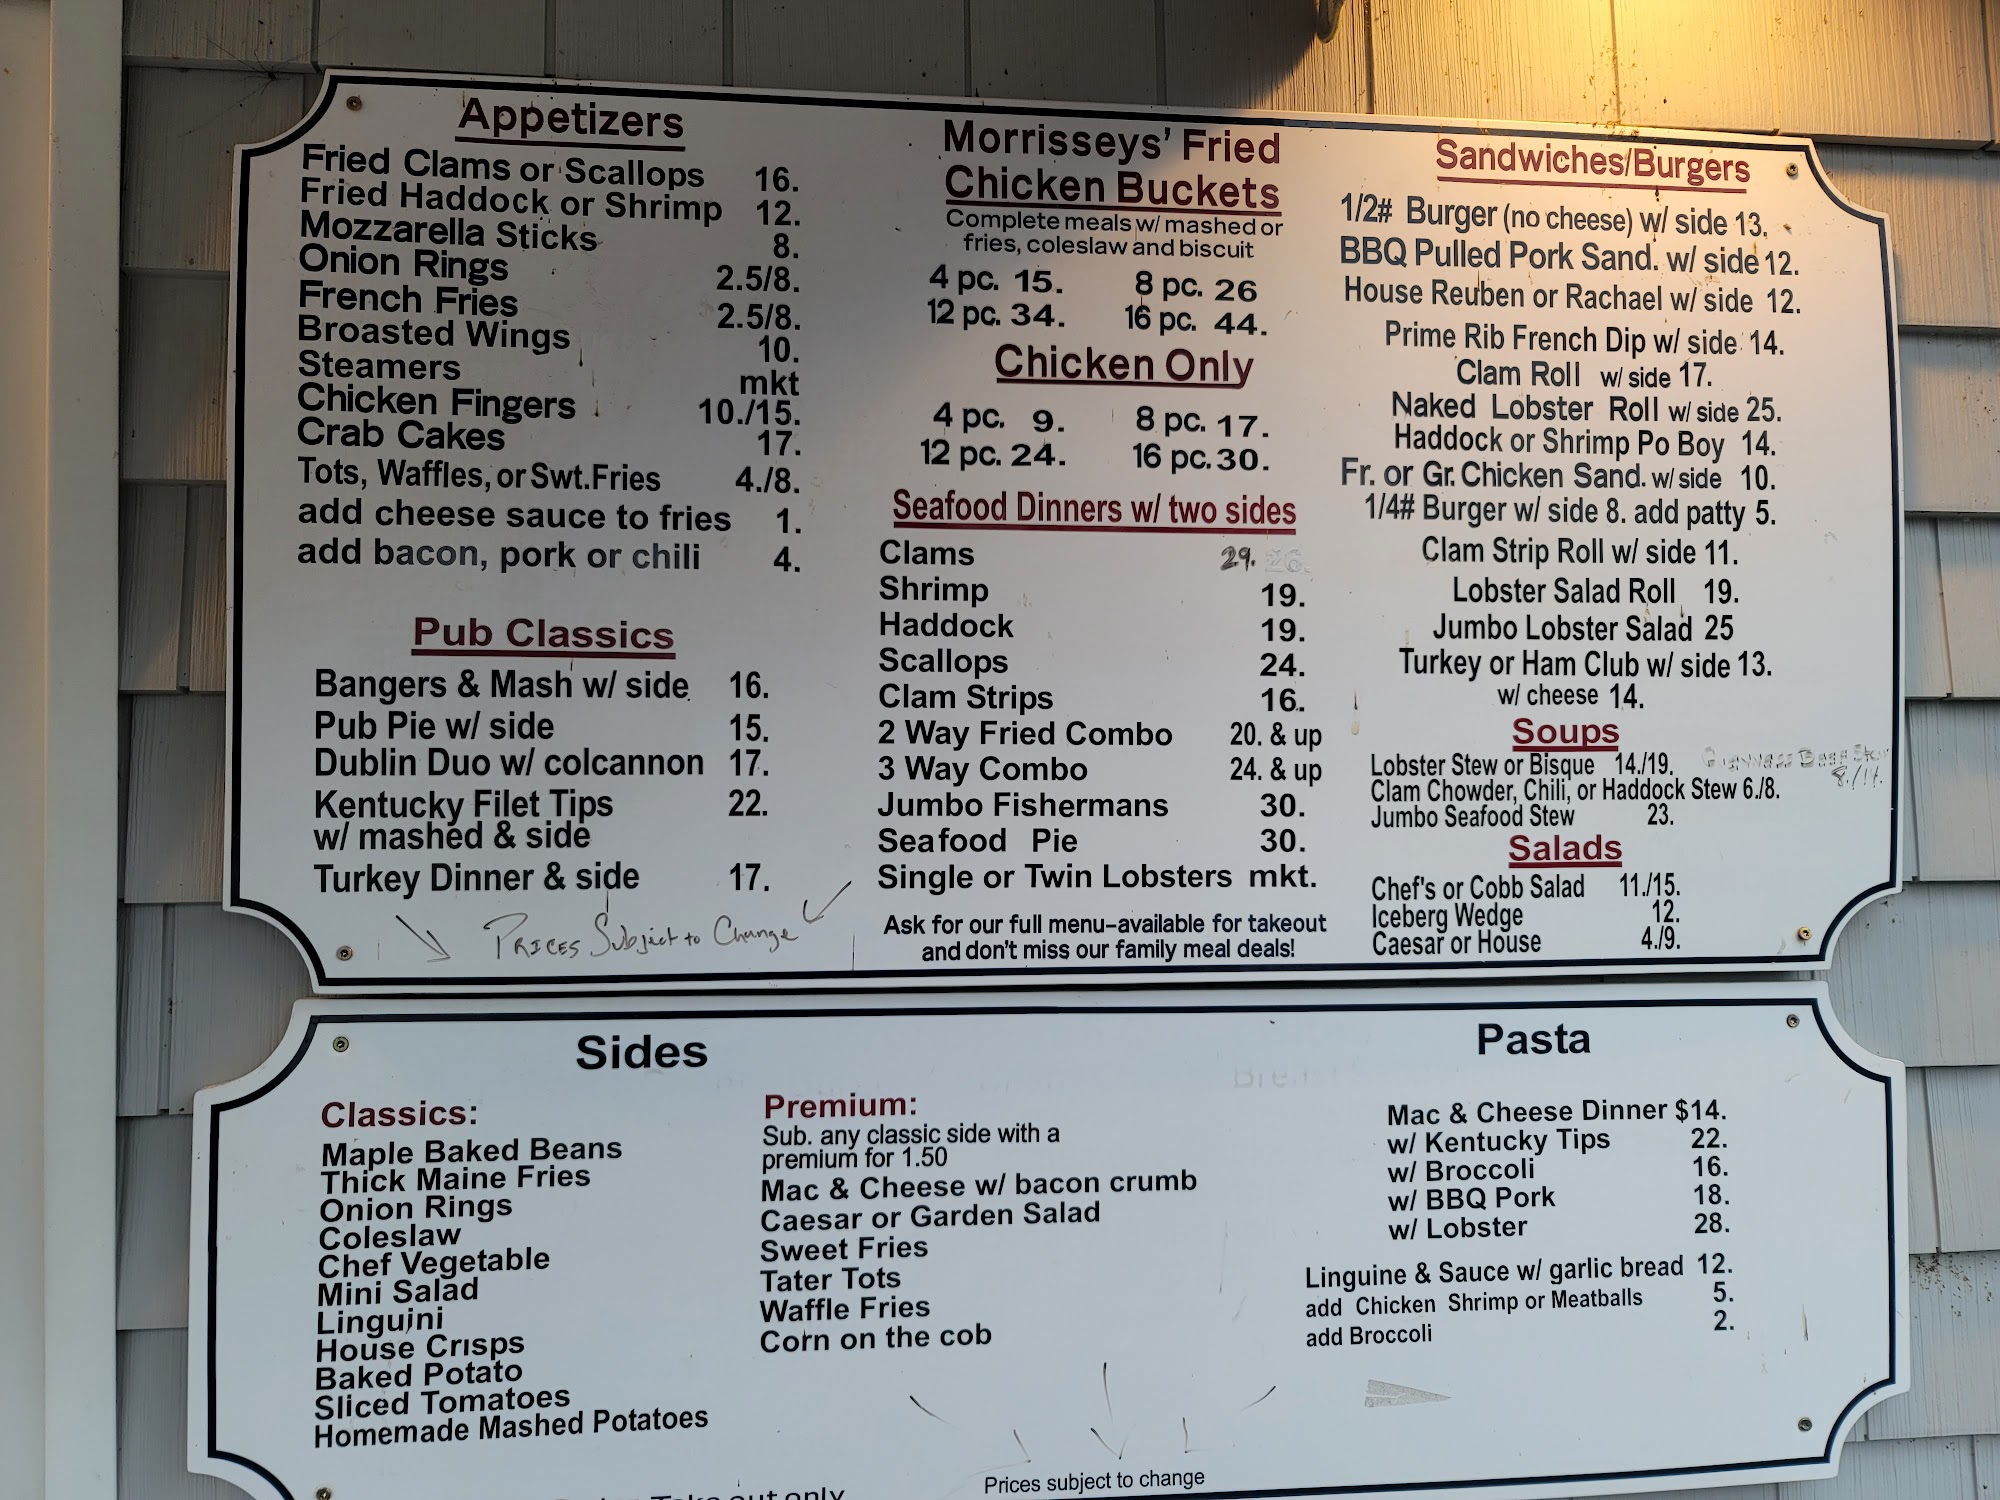 Appetizers
Fried Clams or Scallops 16.
Fried Haddock or Shrimp 12.
Mozzarella Sticks 8.
Onion Rings 2.5/8.
French Fries 2.5/8.
Broasted Wings 10.
Steamers mkt
Chicken Fingers 10./15.
Crab Cakes 17.
Tots, Waffles, or Swt.Fries 4./8.
add cheese sauce to fries 1.
add bacon, pork or chili 4.
Pub Classics
Bangers & Mash w/ side 16.
Pub Pie w/ side 15.
Dublin Duo w/ colcannon 17.
Kentucky Filet Tips 22.
w/ mashed & side
Turkey Dinner & side 17.
Prices Subject to Change
Morrisseys' Fried
Chicken Buckets
Complete meals w/ mashed or
fries, coleslaw and biscuit
4 pc. 15. 8 pc. 26
12 pc. 34. 16 pc. 44.
Chicken Only
4 pc. 9. 8 pc. 17.
12 pc. 24. 16 pc. 30.
Seafood Dinners w/ two sides
Clams 29. 26.
Shrimp 19.
Haddock 19.
Scallops 24.
Clam Strips 16.
2 Way Fried Combo 20. & up
3 Way Combo 24. & up
Jumbo Fishermans 30.
Seafood Pie 30.
Single or Twin Lobsters mkt.
Ask for our full menu–available for takeout
and don't miss our family meal deals!
Sandwiches/Burgers
1/2# Burger (no cheese) w/ side 13.
BBQ Pulled Pork Sand. w/ side 12.
House Reuben or Rachael w/ side 12.
Prime Rib French Dip w/ side 14.
Clam Roll w/ side 17.
Naked Lobster Roll w/ side 25.
Haddock or Shrimp Po Boy 14.
Fr. or Gr. Chicken Sand. w/ side 10.
1/4# Burger w/ side 8. add patty 5.
Clam Strip Roll w/ side 11.
Lobster Salad Roll 19.
Jumbo Lobster Salad 25
Turkey or Ham Club w/ side 13.
w/ cheese 14.
Soups
Lobster Stew or Bisque 14./19. Guinness Beef Stew
Clam Chowder, Chili, or Haddock Stew 6./8.
Jumbo Seafood Stew 23.
Salads
Chef's or Cobb Salad 11./15.
Iceberg Wedge 12.
Caesar or House 4./9.
Sides
Classics:
Maple Baked Beans
Thick Maine Fries
Onion Rings
Coleslaw
Chef Vegetable
Mini Salad
Linguini
House Crisps
Baked Potato
Sliced Tomatoes
Homemade Mashed Potatoes
Premium:
Sub. any classic side with a
premium for 1.50
Mac & Cheese w/ bacon crumb
Caesar or Garden Salad
Sweet Fries
Tater Tots
Waffle Fries
Corn on the cob
Pasta
Mac & Cheese Dinner $14.
w/ Kentucky Tips 22.
w/ Broccoli 16.
w/ BBQ Pork 18.
w/ Lobster 28.
Linguine & Sauce w/ garlic bread 12.
add Chicken Shrimp or Meatballs 5.
add Broccoli 2.
Prices subject to change
Take out only